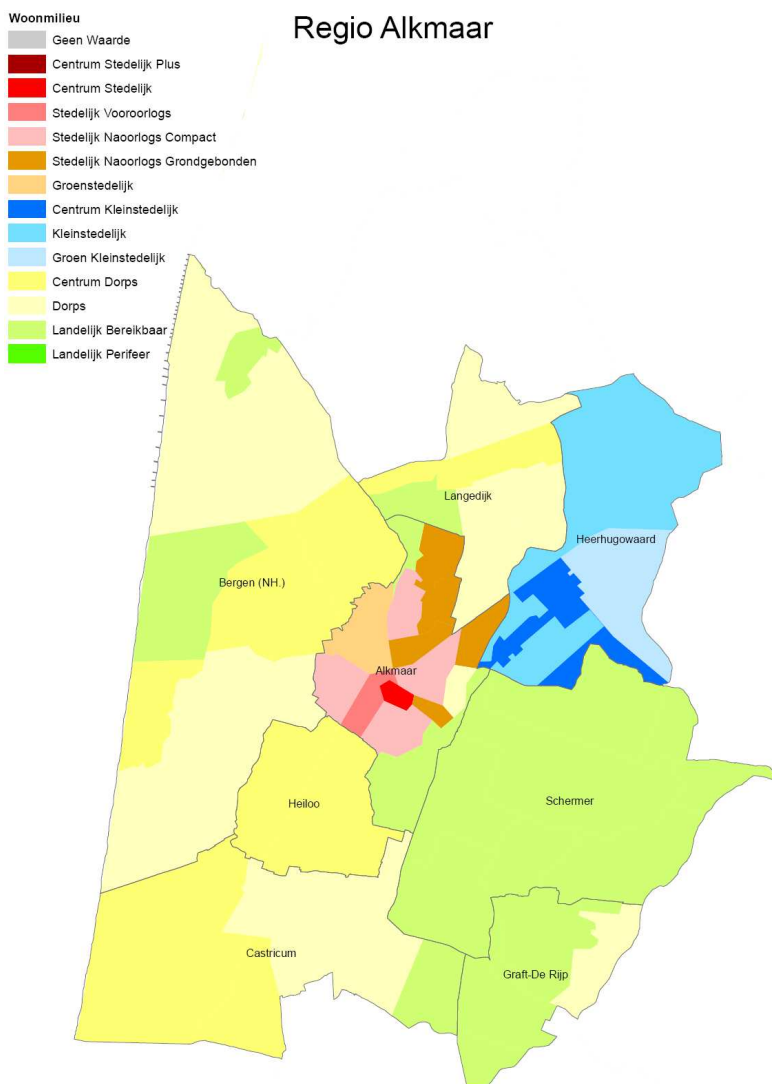 Regio Alkmaar
Woonmilieu
Geen Waarde
Centrum Stedelijk Plus
Centrum Stedelijk
Stedelijk Vooroorlogs
Stedelijk Naoorlogs Compact
Stedelijk Naoorlogs Grondgebonden
Groenstedelijk
Centrum Kleinstedelijk
Kleinstedelijk
Groen Kleinstedelijk
Centrum Dorps
Dorps
Landelijk Bereikbaar
Landelijk Perifeer
Langedijk
Heerhugowaard
Bergen (NH.)
Alkmaar
Heiloo
Schermer
Castricum
Graft-De Rijp